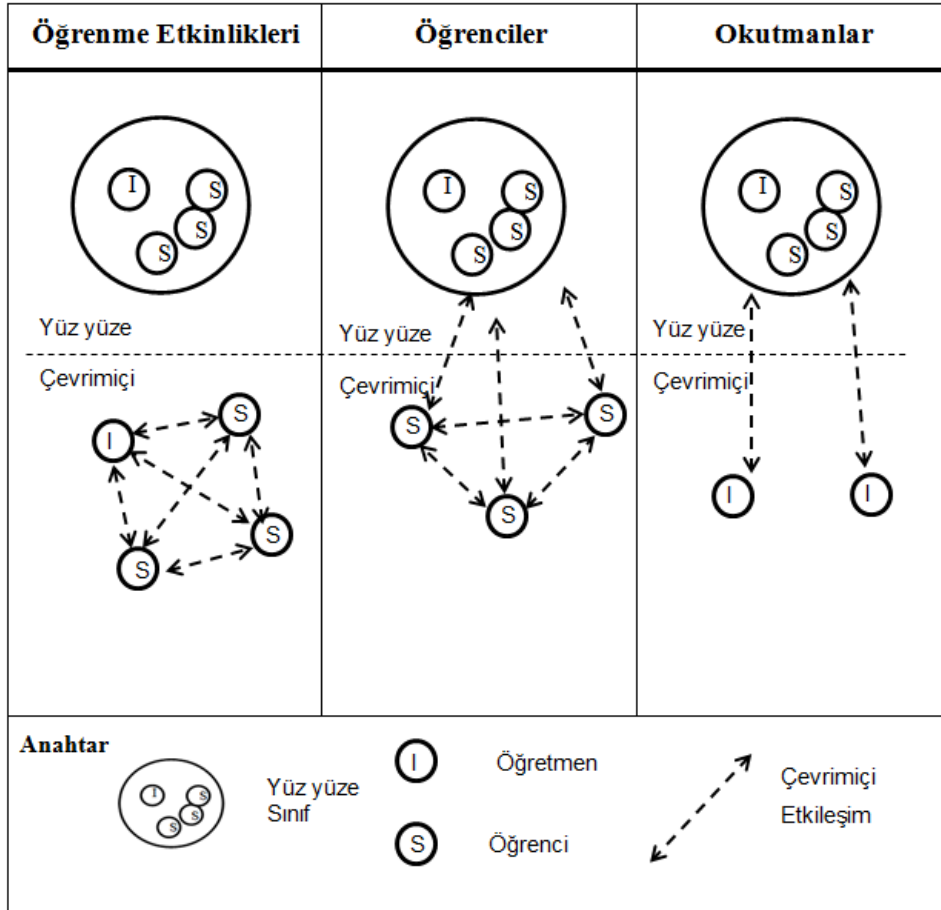 Öğrenme Etkinlikleri
Öğrenciler
Okutmanlar
I
S
S
S
I
S
S
S
I
S
S
S
Yüz yüze
Yüz yüze
Yüz yüze
Çevrimiçi
Çevrimiçi
Çevrimiçi
I
S
S
S
S
S
S
I
I
Anahtar
I
S
S
S
Yüz yüze
Sınıf
I
Öğretmen
S
Öğrenci
Çevrimiçi
Etkileşim